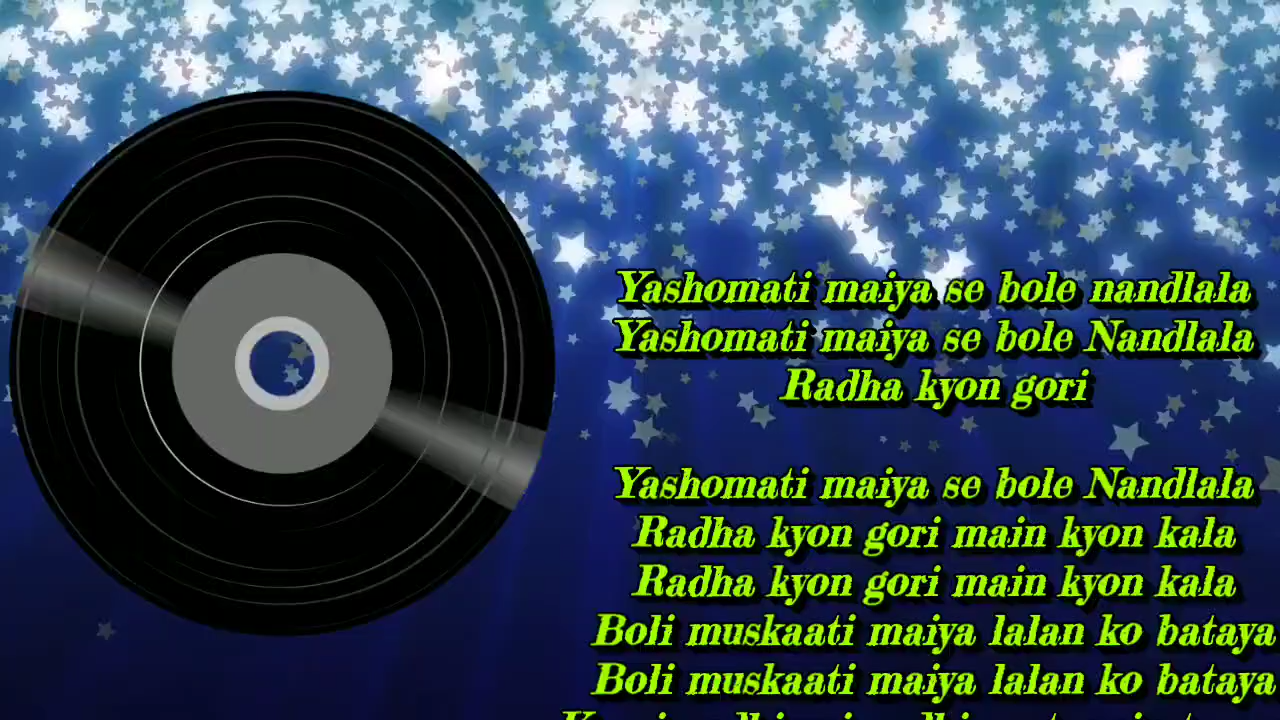 Yashomati maiya se bole nandlala
Yashomati maiya se bole Nandlala
Radha kyon gori
Yashomati maiya se bole Nandlala
Radha kyon gori main kyon kala
Radha kyon gori main kyon kala
Boli muskaati maiya lalan ko bataya
Boli muskaati maiya lalan ko bataya